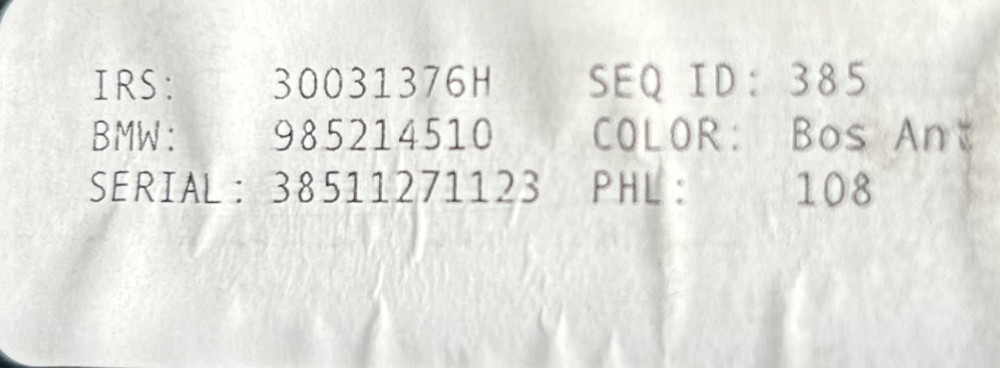 IRS: 30031376H SEQ ID: 385
BMW: 985214510 COLOR: Bos Ant
SERIAL: 38511271123 PHL: 108